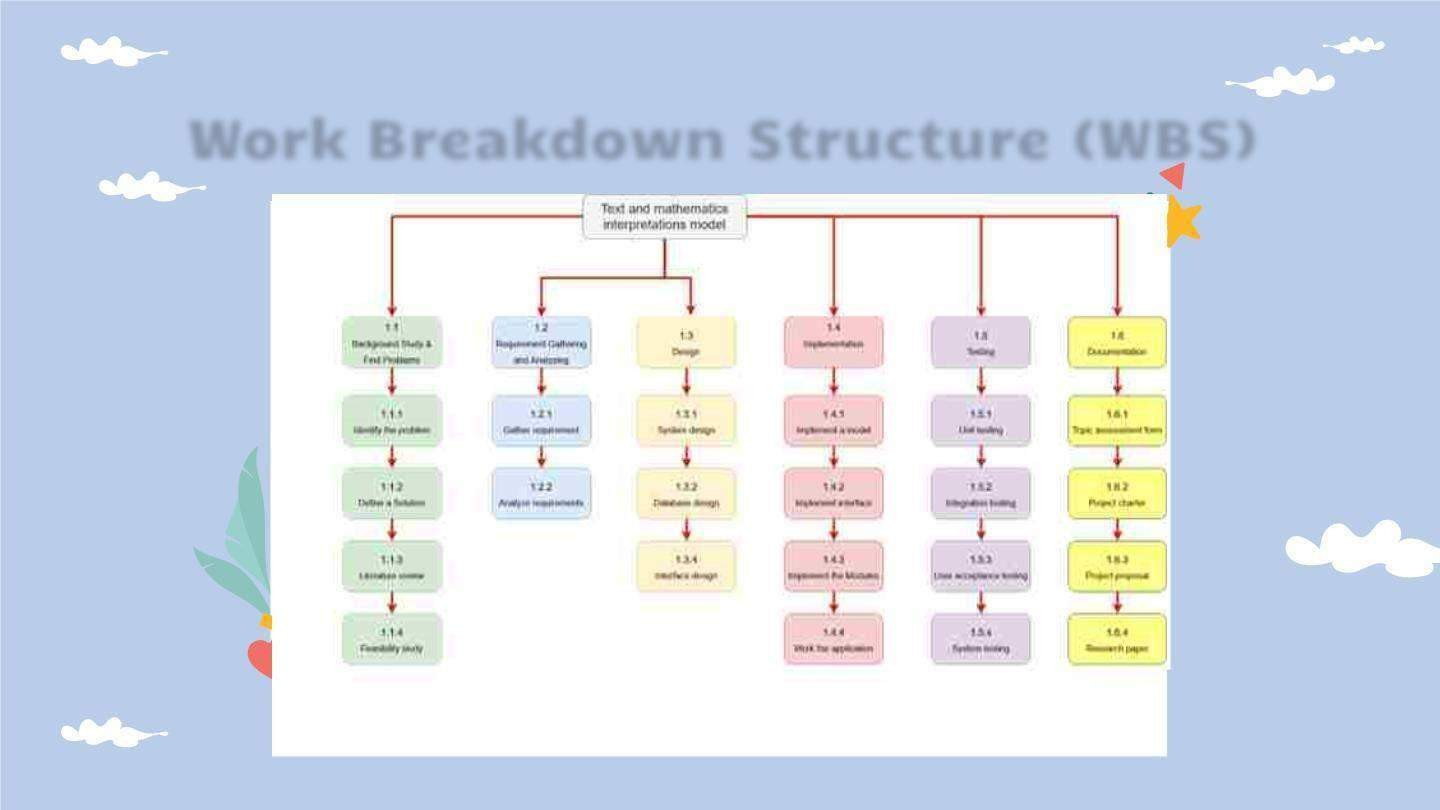 Work Breakdown Structure (WBS)
Text and mathematics
interpretations model
1.1
Background Study &
Find Problems
1.2
Requirement Gathering
and Analyzing
1.3
Design
1.4
Implementation
1.5
Testing
1.6
Documentation
1.1.1
Identify the problem
1.2.1
Gather requirement
1.3.1
System design
1.4.1
Implement a model
1.5.1
Unit testing
1.6.1
Topic assessment form
1.1.2
Define a Solution
1.2.2
Analyze requirements
1.3.2
Database design
1.4.2
Implement interface
1.5.2
Integration testing
1.6.2
Project charter
1.1.3
Literature review
1.3.4
Interface design
1.4.3
Implement the Modules
1.5.3
User acceptance testing
1.6.3
Project proposal
1.1.4
Feasibility study
1.4.4
Work the application
1.5.4
System testing
1.6.4
Research paper